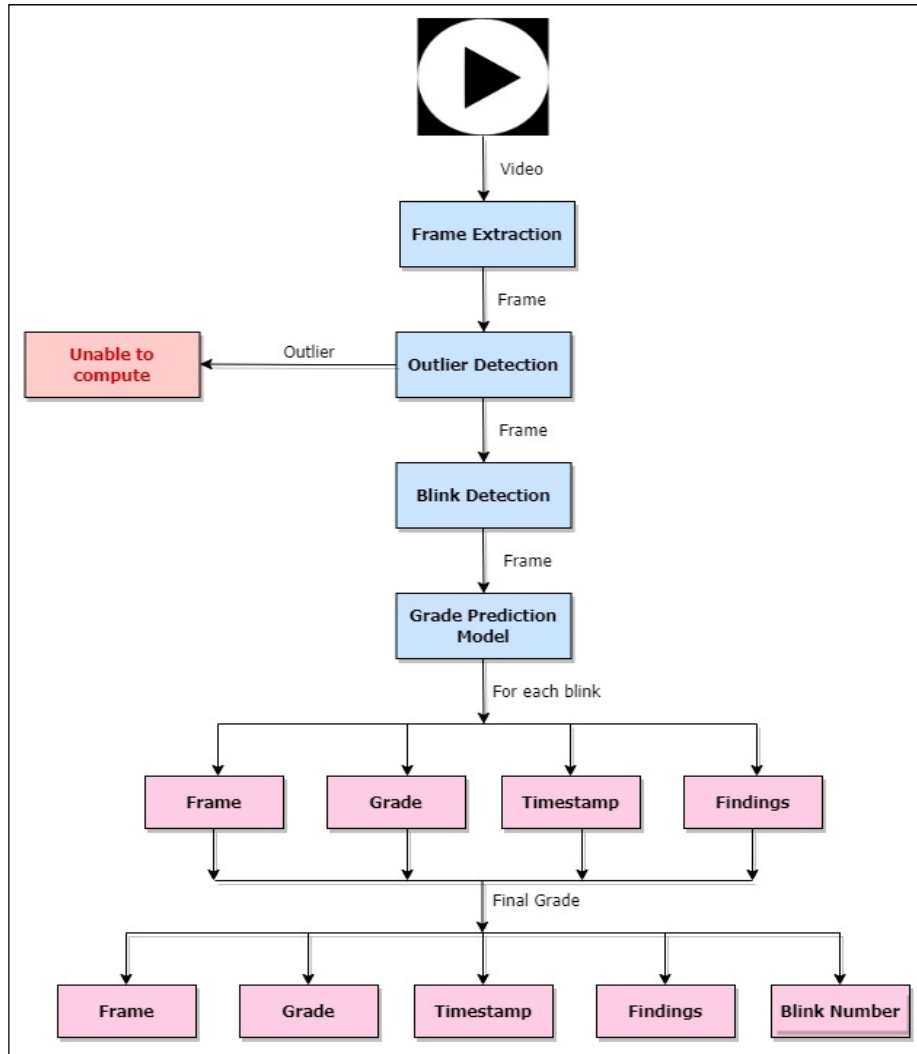 Video
Frame Extraction
Frame
Unable to
compute
Outlier
Outlier Detection
Frame
Blink Detection
Frame
Grade Prediction
Model
For each blink
Frame
Grade
Timestamp
Findings
Final Grade
Frame
Grade
Timestamp
Findings
Blink Number